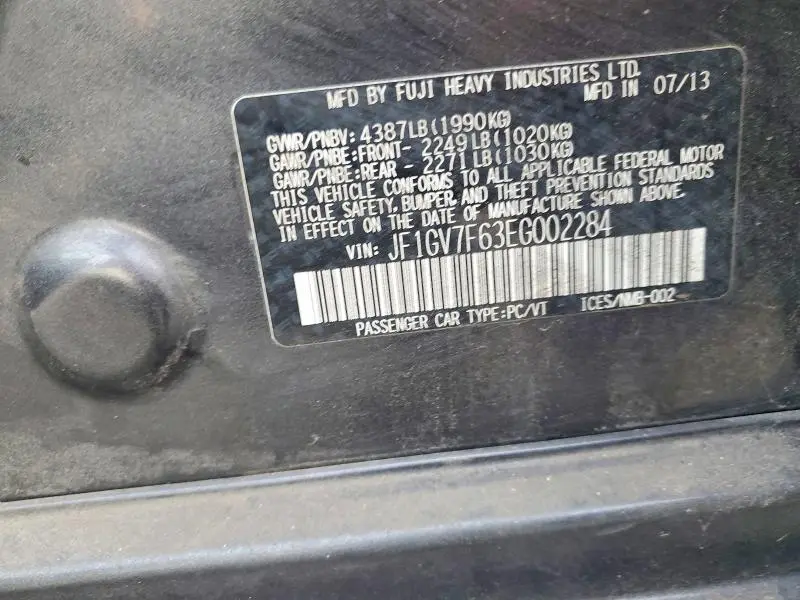 MFD BY FUJI HEAVY INDUSTRIES LTD.
MFD IN 07/13
GVWR/PNBV: 4387LB(1990KG)
GAWR/PNBE:FRONT- 2249LB(1020KG)
GAWR/PNBE:REAR - 2271LB(1030KG)
THIS VEHICLE CONFORMS TO ALL APPLICABLE FEDERAL MOTOR
VEHICLE SAFETY, BUMPER, AND THEFT PREVENTION STANDARDS
IN EFFECT ON THE DATE OF MANUFACTURE SHOWN ABOVE.
VIN: JF1GV7F63EG002284
PASSENGER CAR TYPE:PC/VT ICES/NMB-002